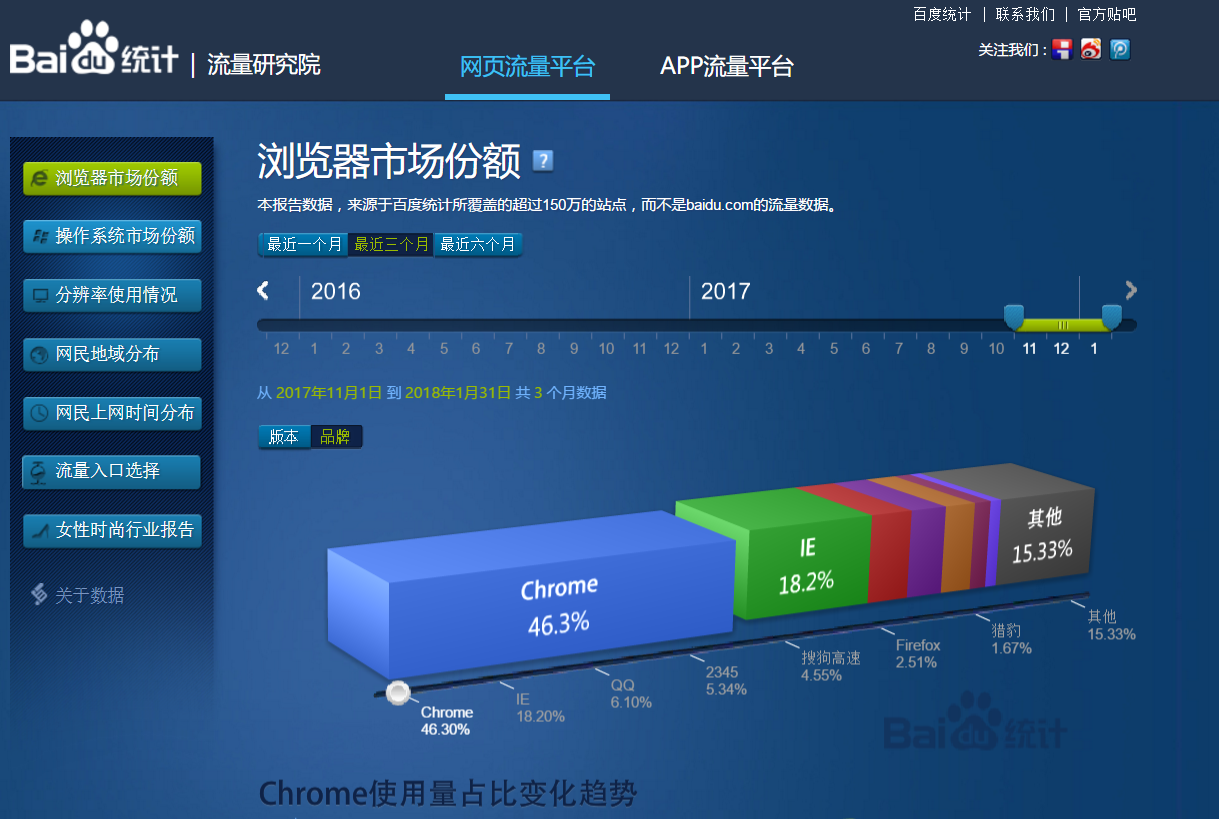 百度统计 | 联系我们 | 官方贴吧
Bai du 统计 | 流量研究院
网页流量平台
APP流量平台
关注我们 :
浏览器市场份额
操作系统市场份额
分辨率使用情况
网民地域分布
网民上网时间分布
流量入口选择
女性时尚行业报告
关于数据
浏览器市场份额 ?
本报告数据，来源于百度统计所覆盖的超过150万的站点，而不是baidu.com的流量数据。
最近一个月 最近三个月 最近六个月
2016 2017
12 1 2 3 4 5 6 7 8 9 10 11 12 1 2 3 4 5 6 7 8 9 10 11 12 1
从 2017年11月1日 到 2018年1月31日 共 3 个月数据
版本 品牌
Chrome
46.3%
IE
18.2%
其他
15.33%
Chrome
46.30%
IE
18.20%
QQ
6.10%
2345
5.34%
搜狗高速
4.55%
Firefox
2.51%
猎豹
1.67%
其他
15.33%
Bai du 统计
Chrome使用量占比变化趋势